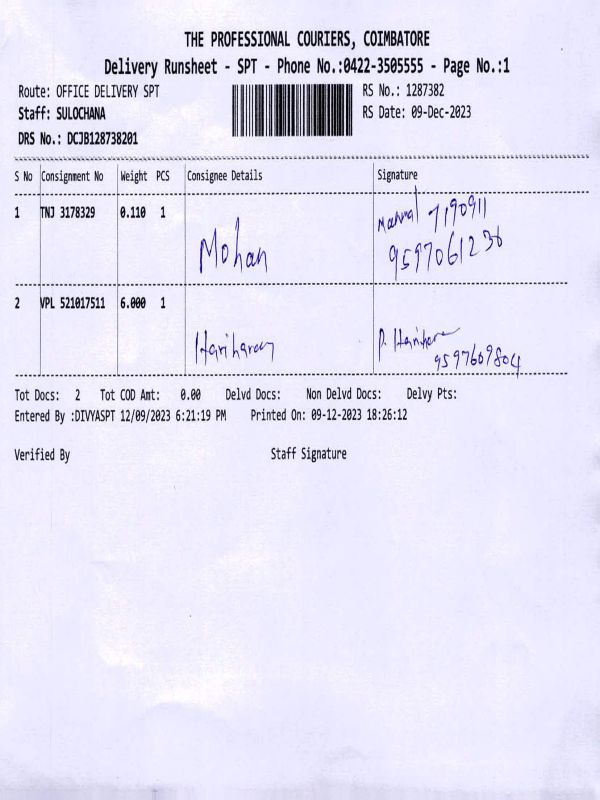 THE PROFESSIONAL COURIERS, COIMBATORE
Delivery Runsheet - SPT - Phone No.:0422-3505555 - Page No.:1
Route: OFFICE DELIVERY SPT RS No.: 1287382
Staff: SULOCHANA RS Date: 09-Dec-2023
DRS No.: DCJB128738201
S No Consignment No Weight PCS Consignee Details Signature
1 TNJ 3178329 0.110 1 Mohan 7190911
9597061236
2 VPL 521017511 6.000 1 Hariharan P. Hariharan
9597609804
Tot Docs: 2 Tot COD Amt: 0.00 Delvd Docs: Non Delvd Docs: Delvy Pts:
Entered By :DIVYASPT 12/09/2023 6:21:19 PM Printed On: 09-12-2023 18:26:12
Verified By Staff Signature